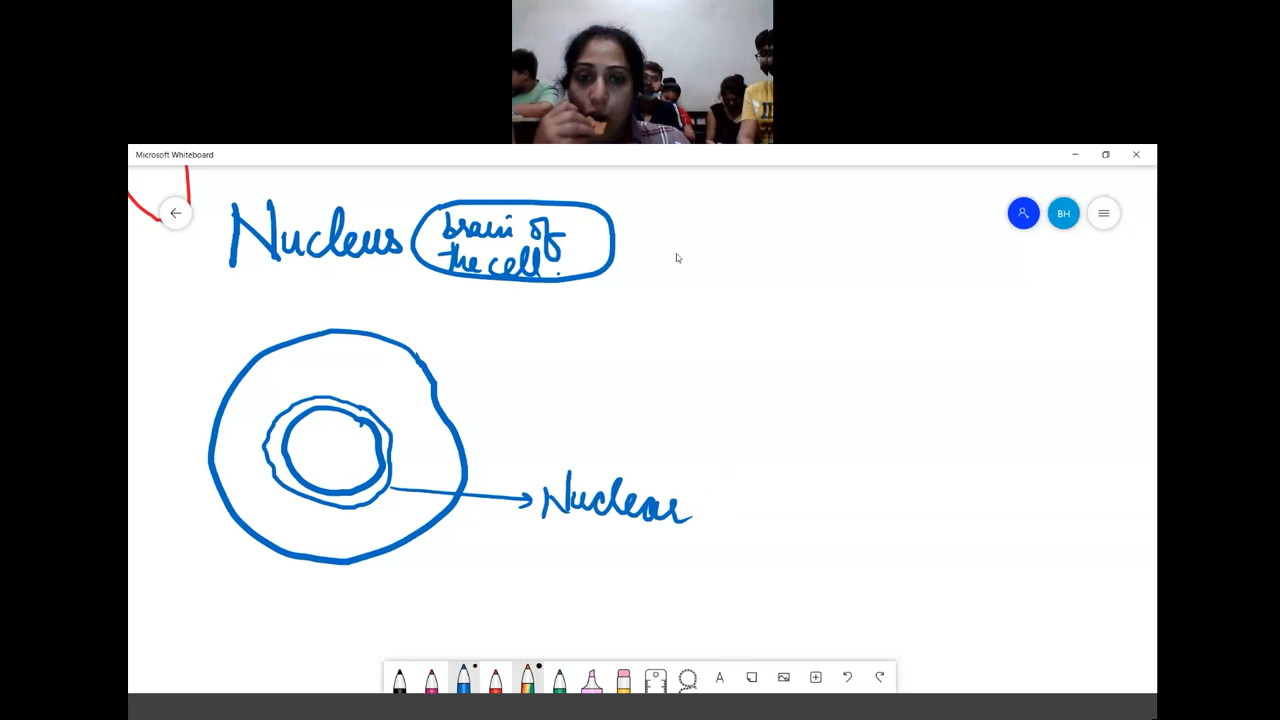 Microsoft Whiteboard
Nucleus
brain of
the cell.
BH
Nuclear
A